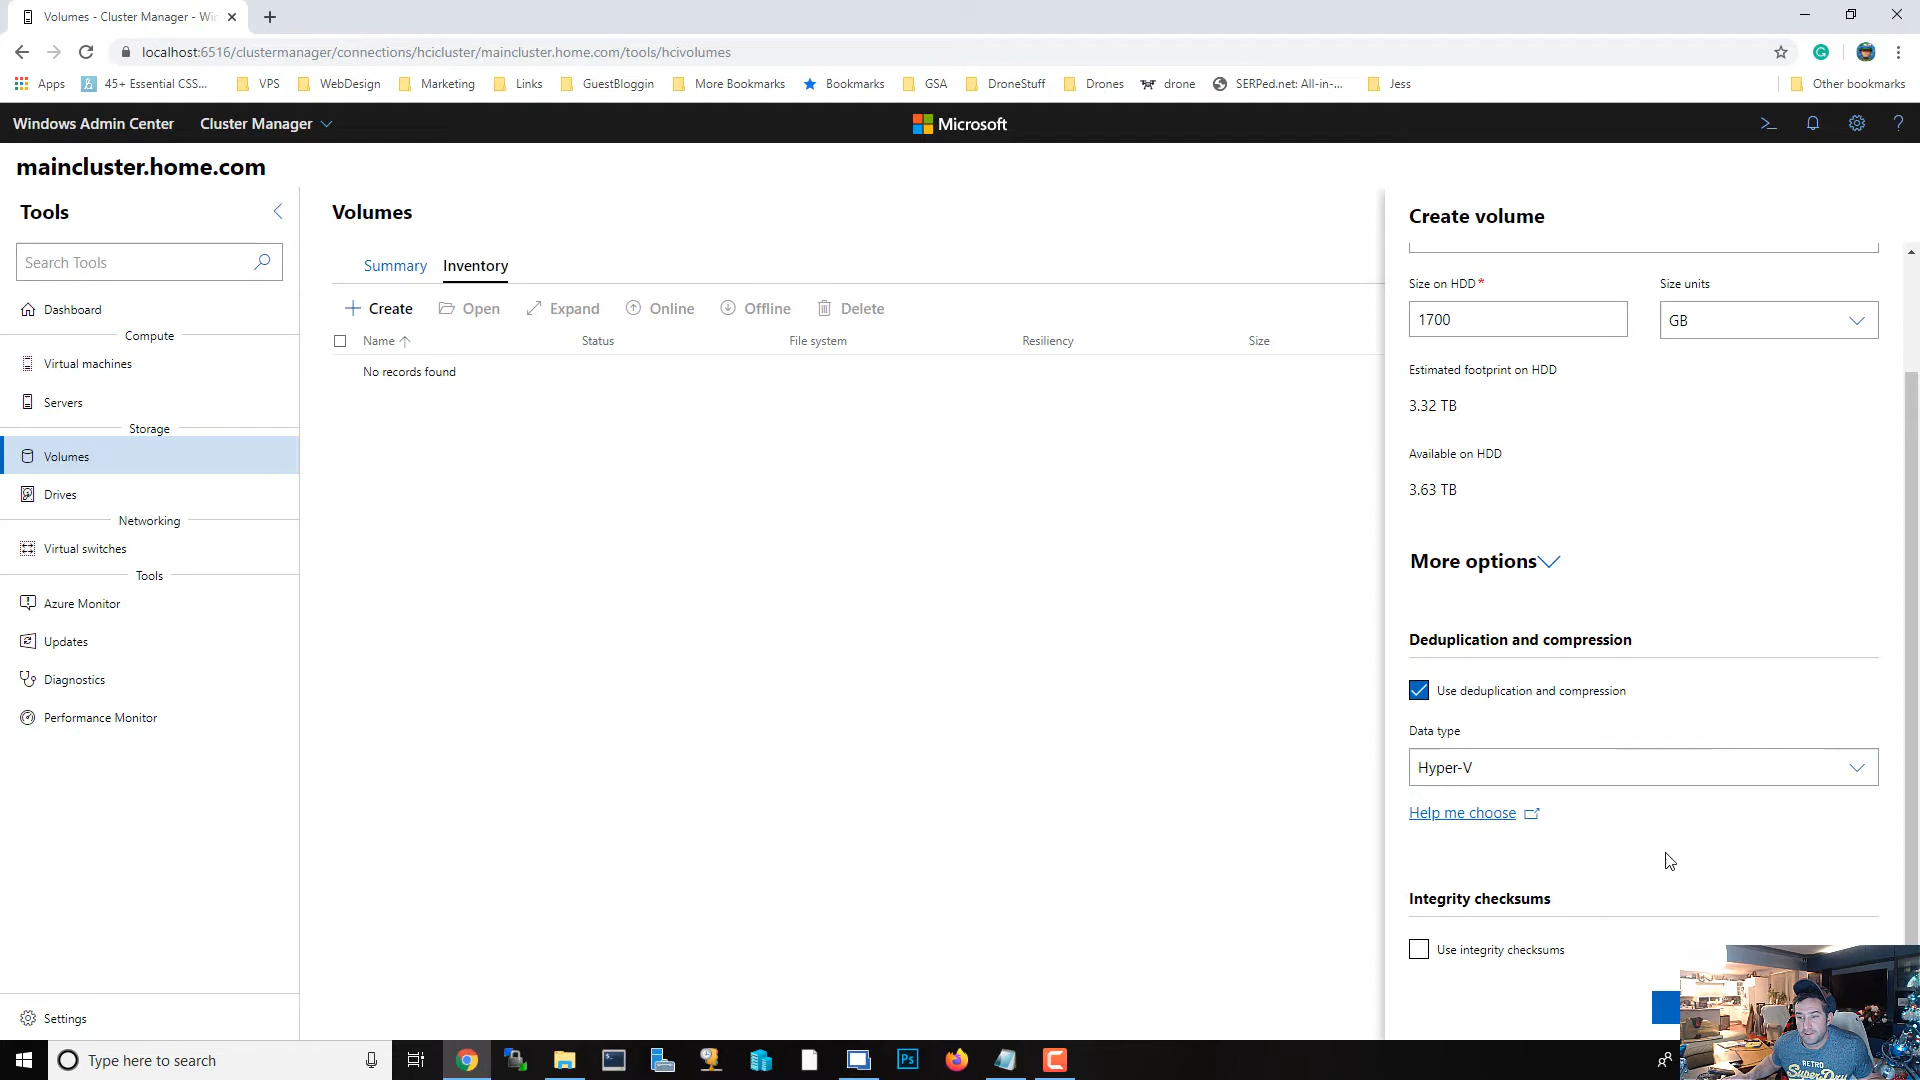 Volumes - Cluster Manager - Wi
localhost:6516/clustermanager/connections/hcicluster/maincluster.home.com/tools/hcivolumes
Apps 45+ Essential CSS... VPS WebDesign Marketing Links GuestBloggin More Bookmarks Bookmarks GSA DroneStuff Drones drone SERPed.net: All-in-... Jess Other bookmarks
Windows Admin Center Cluster Manager Microsoft
maincluster.home.com
Tools
Search Tools
Dashboard
Compute
Virtual machines
Servers
Storage
Volumes
Drives
Networking
Virtual switches
Tools
Azure Monitor
Updates
Diagnostics
Performance Monitor
Settings
Volumes
Summary Inventory
Create Open Expand Online Offline Delete
Name Status File system Resiliency Size
No records found
Create volume
Size on HDD* Size units
1700 GB
Estimated footprint on HDD
3.32 TB
Available on HDD
3.63 TB
More options
Deduplication and compression
Use deduplication and compression
Data type
Hyper-V
Help me choose
Integrity checksums
Use integrity checksums
RETRO
SuperDry
Type here to search
Ps